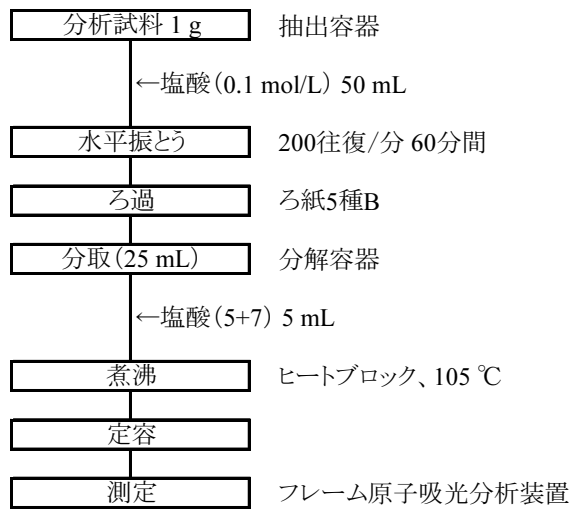 分析試料 1 g 抽出容器
←塩酸（0.1 mol/L） 50 mL
水平振とう 200往復/分 60分間
ろ過 ろ紙5種B
分取（25 mL） 分解容器
←塩酸（5+7） 5 mL
煮沸 ヒートブロック、105 ℃
定容
測定 フレーム原子吸光分析装置